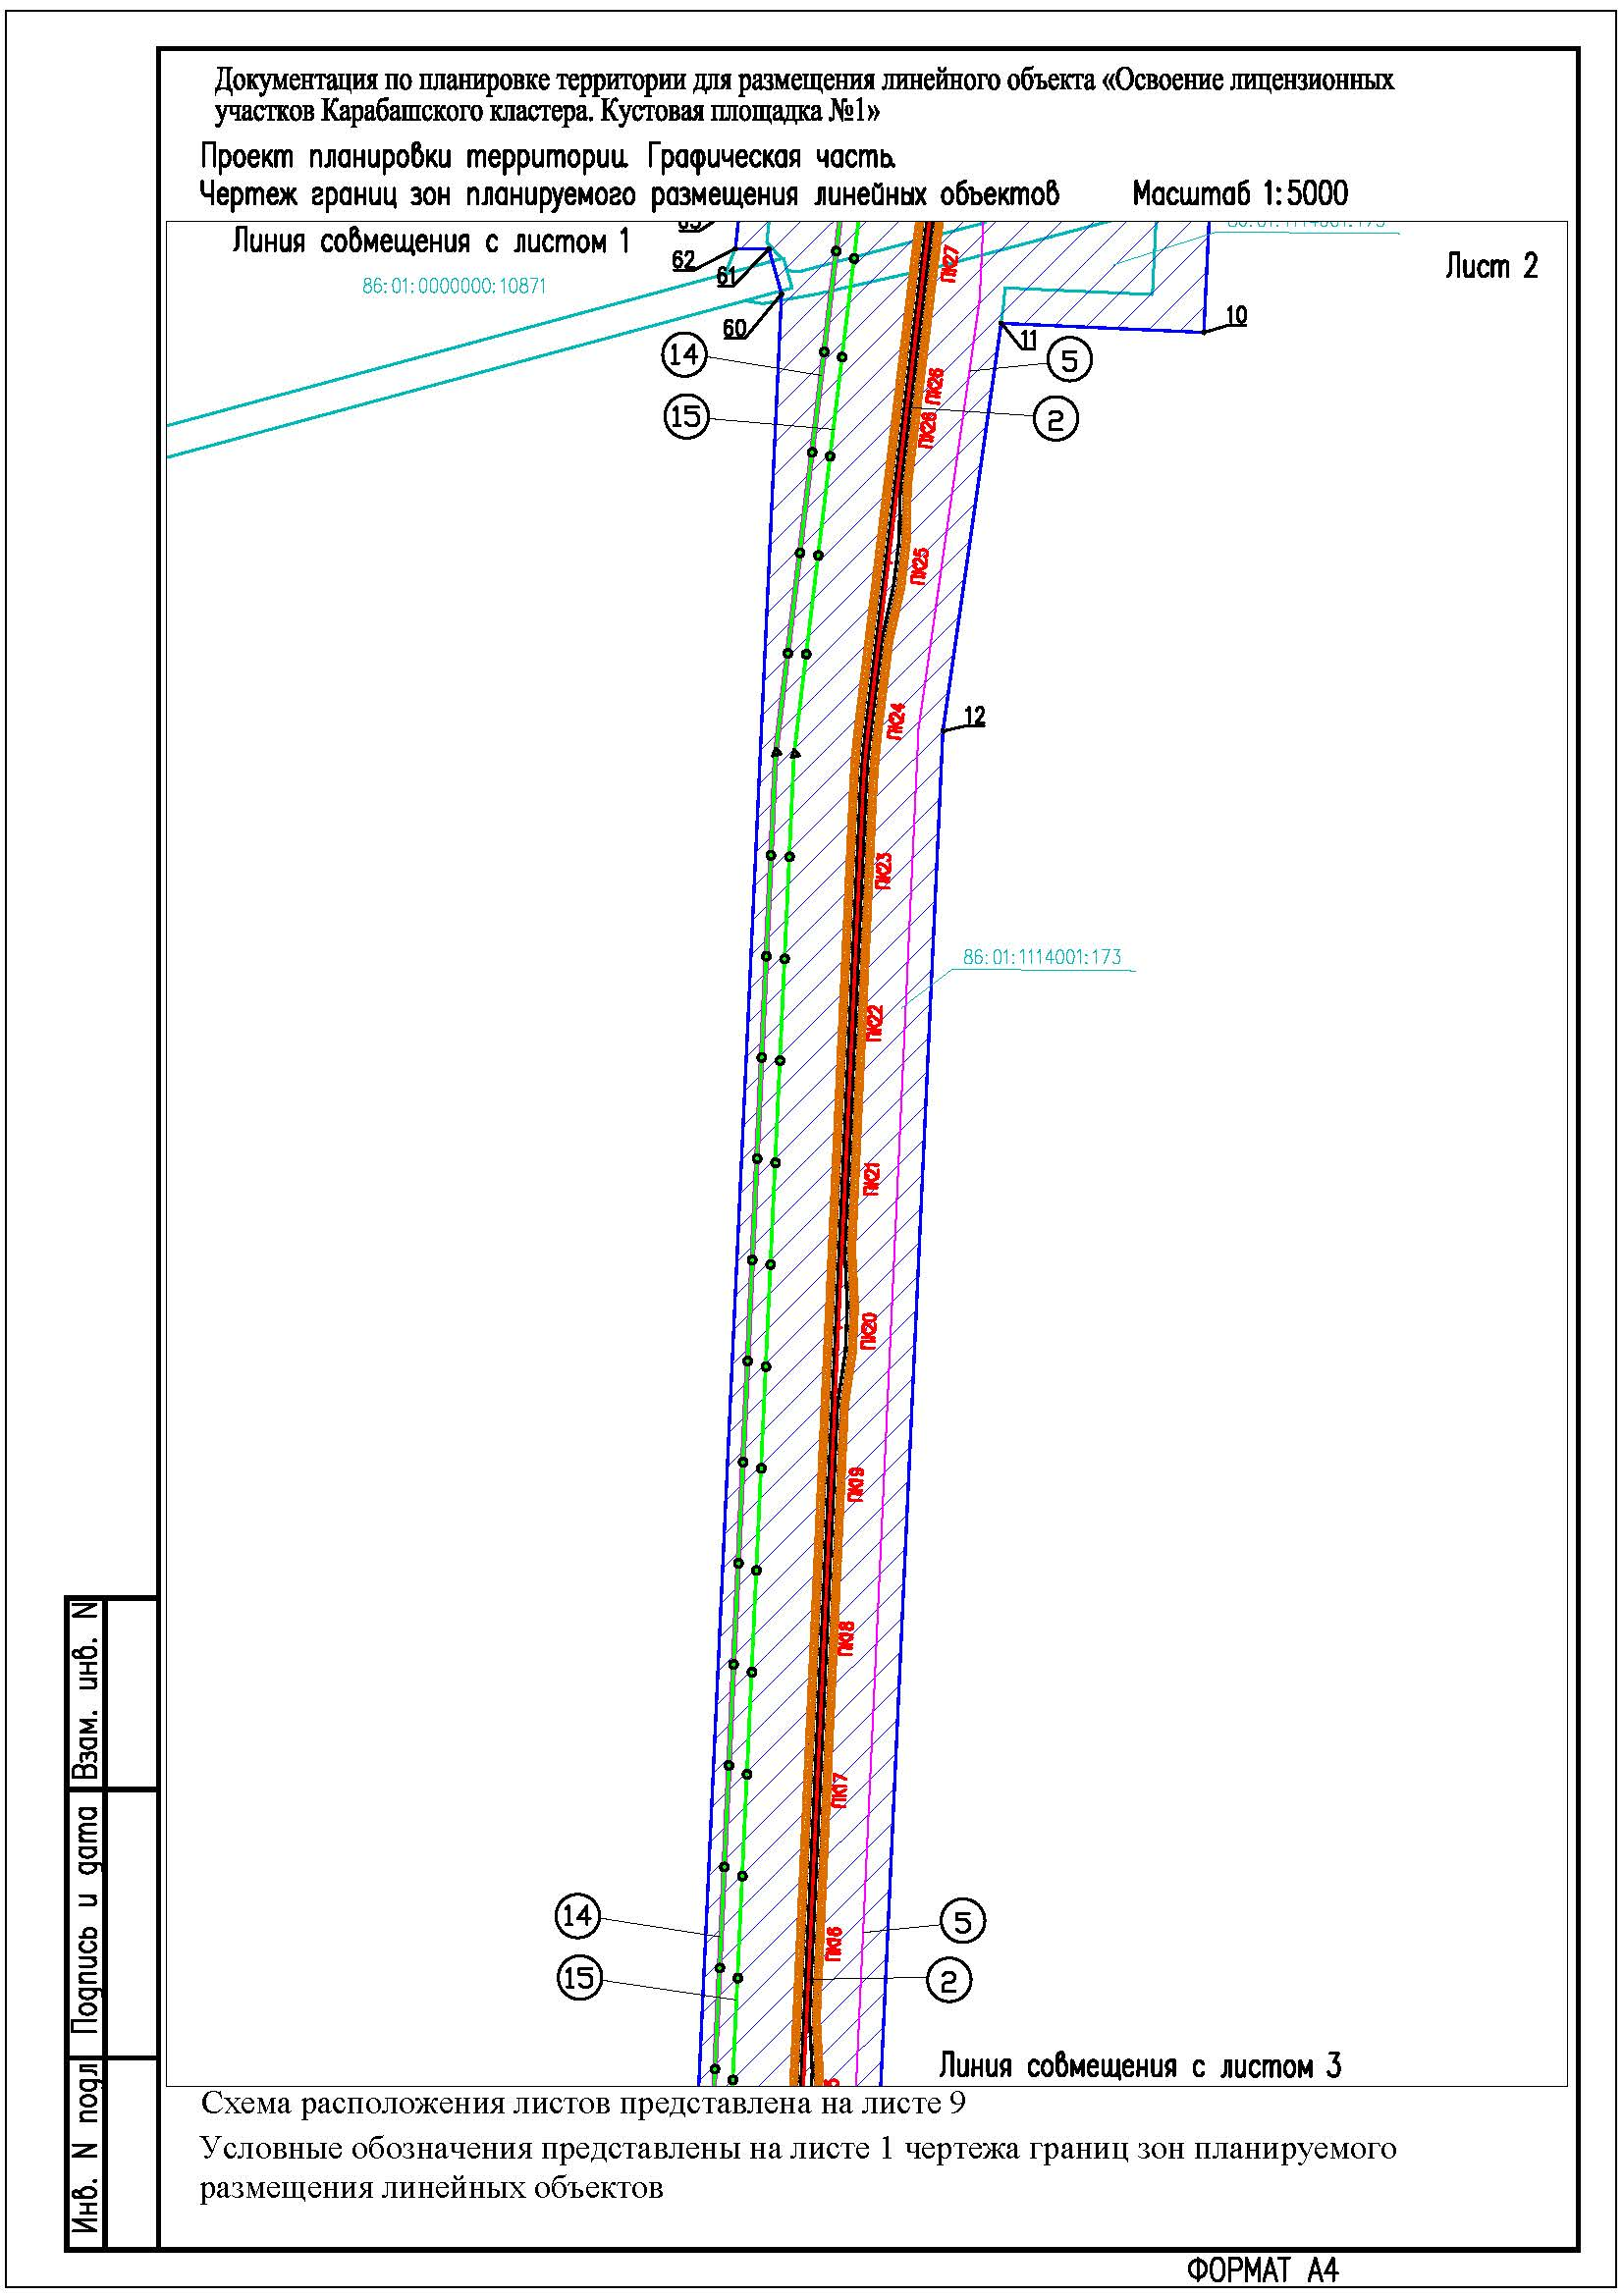 Документация по планировке территории для размещения линейного объекта «Освоение лицензионных
участков Карабашского кластера. Кустовая площадка №1»
Проект планировки территории. Графическая часть.
Чертеж границ зон планируемого размещения линейных объектов Масштаб 1:5000
Линия совмещения с листом 1
Лист 2
62
61
86:01:0000000:10871
60
10
11
14
5
15
2
ПК27
ПК26
ПК26
ПК25
12
ПК24
ПК23
86:01:1114001:173
ПК22
ПК21
ПК20
ПК19
ПК18
ПК17
ПК16
14
5
15
2
Линия совмещения с листом 3
Схема расположения листов представлена на листе 9
Условные обозначения представлены на листе 1 чертежа границ зон планируемого
размещения линейных объектов
Взам. инв. N
Подпись и дата
Инв. N подл
ФОРМАТ А4